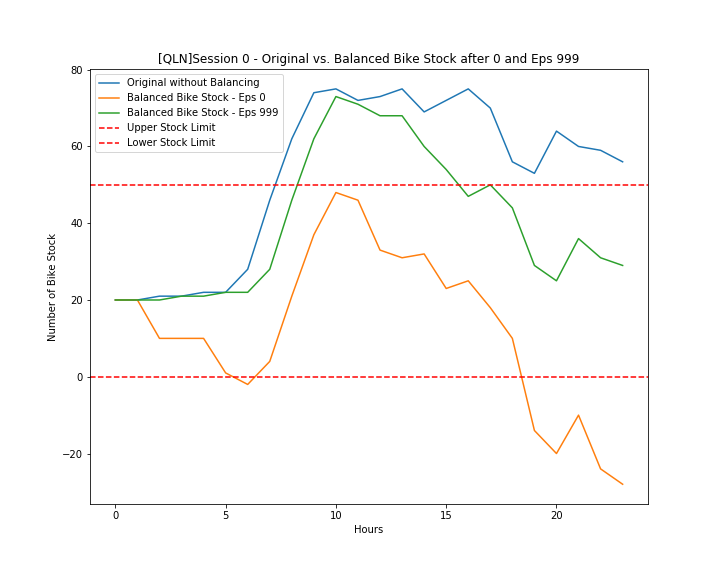 [QLN]Session 0 - Original vs. Balanced Bike Stock after 0 and Eps 999
80
60
40
20
0
−20
Number of Bike Stock
Original without Balancing
Balanced Bike Stock - Eps 0
Balanced Bike Stock - Eps 999
Upper Stock Limit
Lower Stock Limit
0 5 10 15 20
Hours